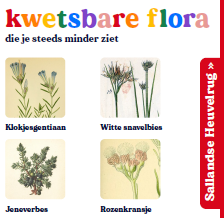 kwetsbare flora
die je steeds minder ziet
Klokjesgentiaan
Witte snavelbies
Jeneverbes
Rozenkransje
Sallandse Heuvelrug »